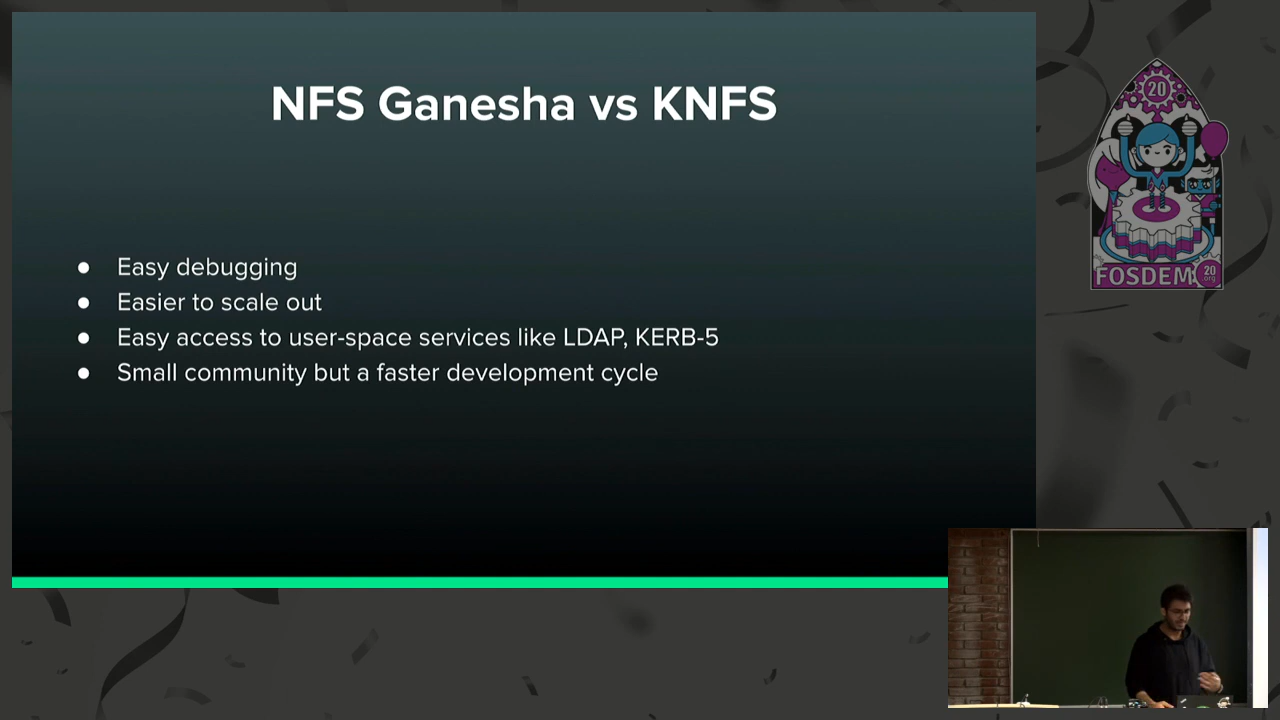 NFS Ganesha vs KNFS
● Easy debugging
● Easier to scale out
● Easy access to user-space services like LDAP, KERB-5
● Small community but a faster development cycle
20
FOSDEM
20
.org